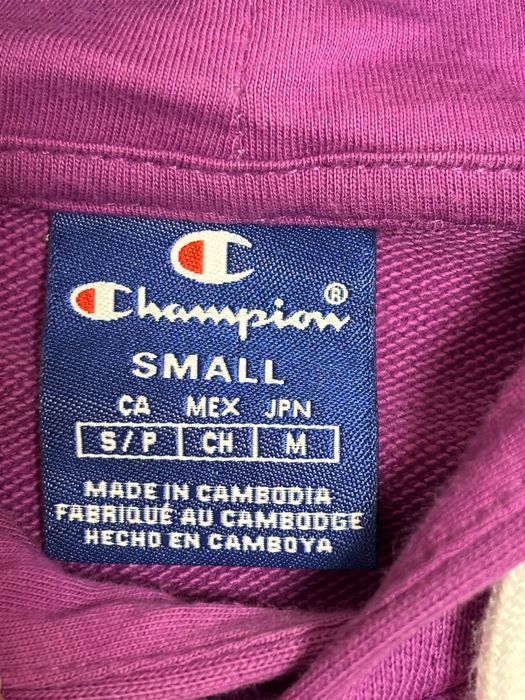 Champion®
SMALL
CA MEX JPN
S/P CH M
MADE IN CAMBODIA
FABRIQUÉ AU CAMBODGE
HECHO EN CAMBOYA